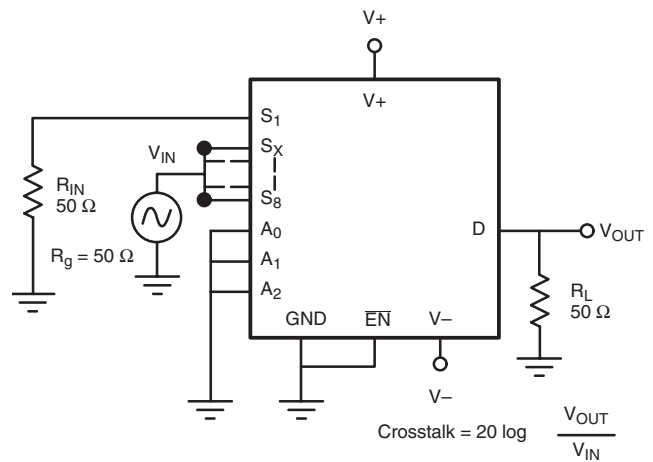 V+
V+
S1
SX
VIN
RIN
50 Ω
S8
A0
D
VOUT
Rg = 50 Ω
A1
A2
RL
50 Ω
GND
EN
V–
V–
Crosstalk = 20 log VOUT
VIN